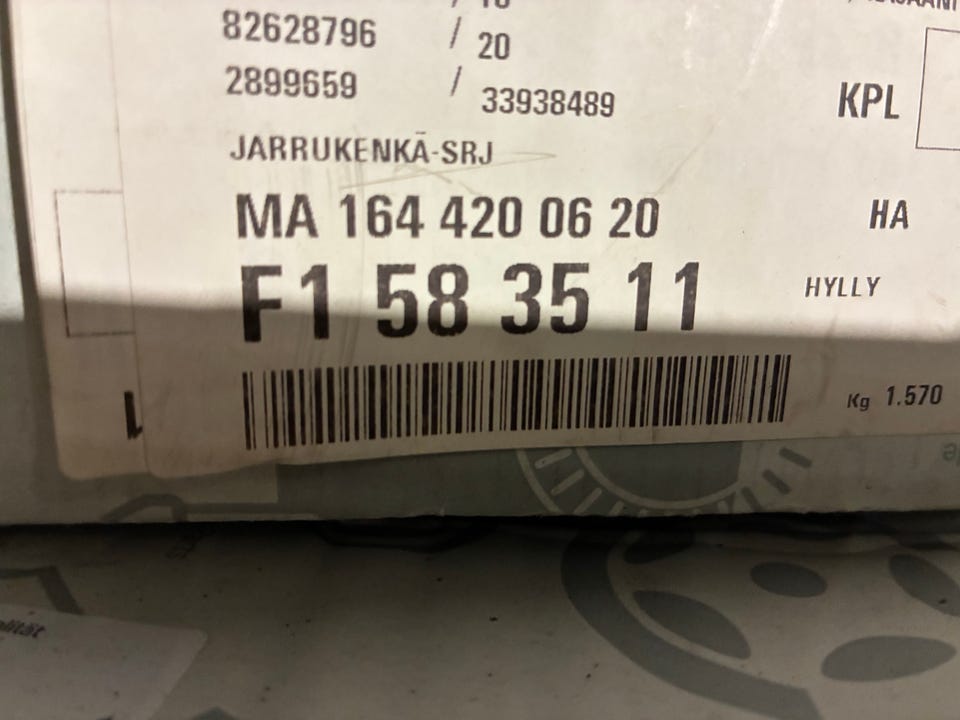 82628796 / 20
2899659 / 33938489
KPL
JARRUKENKÄ-SRJ
MA 164 420 06 20
HA
F1 58 35 11
HYLLY
Kg 1.570